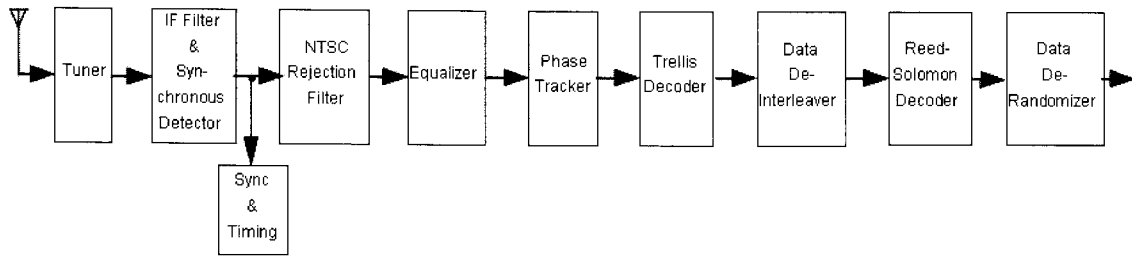 Tuner
IF Filter
&
Syn-
chronous
Detector
NTSC
Rejection
Filter
Equalizer
Phase
Tracker
Trellis
Decoder
Data
De-
Interleaver
Reed-
Solomon
Decoder
Data
De-
Randomizer
Sync
&
Timing